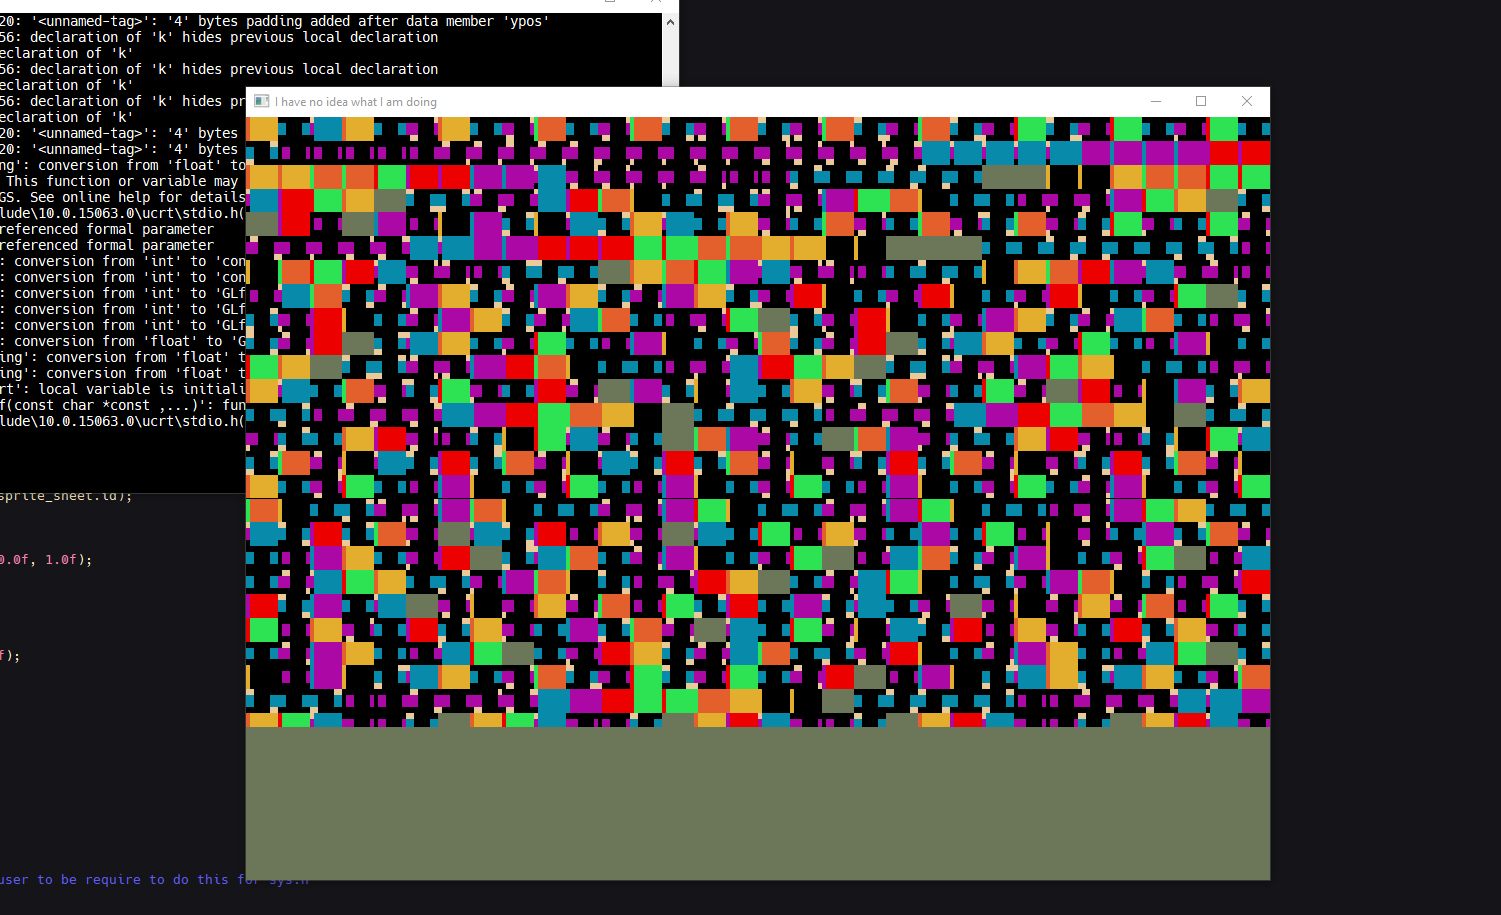 20: '<unnamed-tag>': '4' bytes padding added after data member 'ypos'
56: declaration of 'k' hides previous local declaration
eclaration of 'k'
56: declaration of 'k' hides previous local declaration
eclaration of 'k'
56: declaration of 'k' hides pr
eclaration of 'k'
20: '<unnamed-tag>': '4' bytes
20: '<unnamed-tag>': '4' bytes
ng': conversion from 'float' to
This function or variable may
GS. See online help for details
lude\10.0.15063.0\ucrt\stdio.h(
referenced formal parameter
referenced formal parameter
: conversion from 'int' to 'con
: conversion from 'int' to 'con
: conversion from 'int' to 'GLf
: conversion from 'int' to 'GLf
: conversion from 'int' to 'GLf
: conversion from 'float' to 'G
ing': conversion from 'float' t
ing': conversion from 'float' t
rt': local variable is initiali
f(const char *const ,...)': fun
lude\10.0.15063.0\ucrt\stdio.h(
I have no idea what I am doing
sprite_sheet.id);
0.0f, 1.0f);
f);
user to be require to do this for sys.h